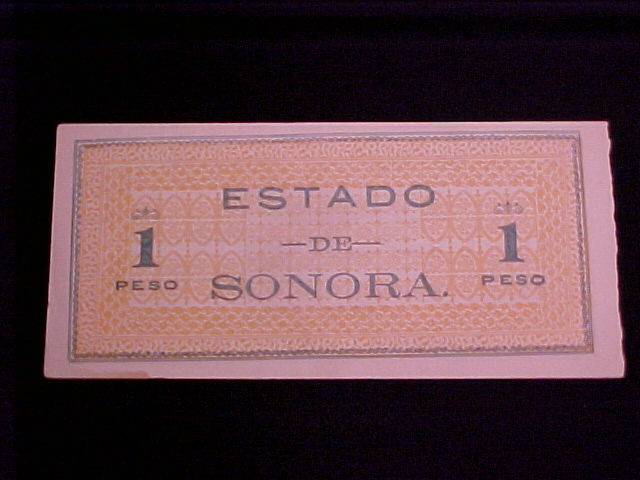 ESTADO
—DE—
SONORA.
1
PESO
1
PESO